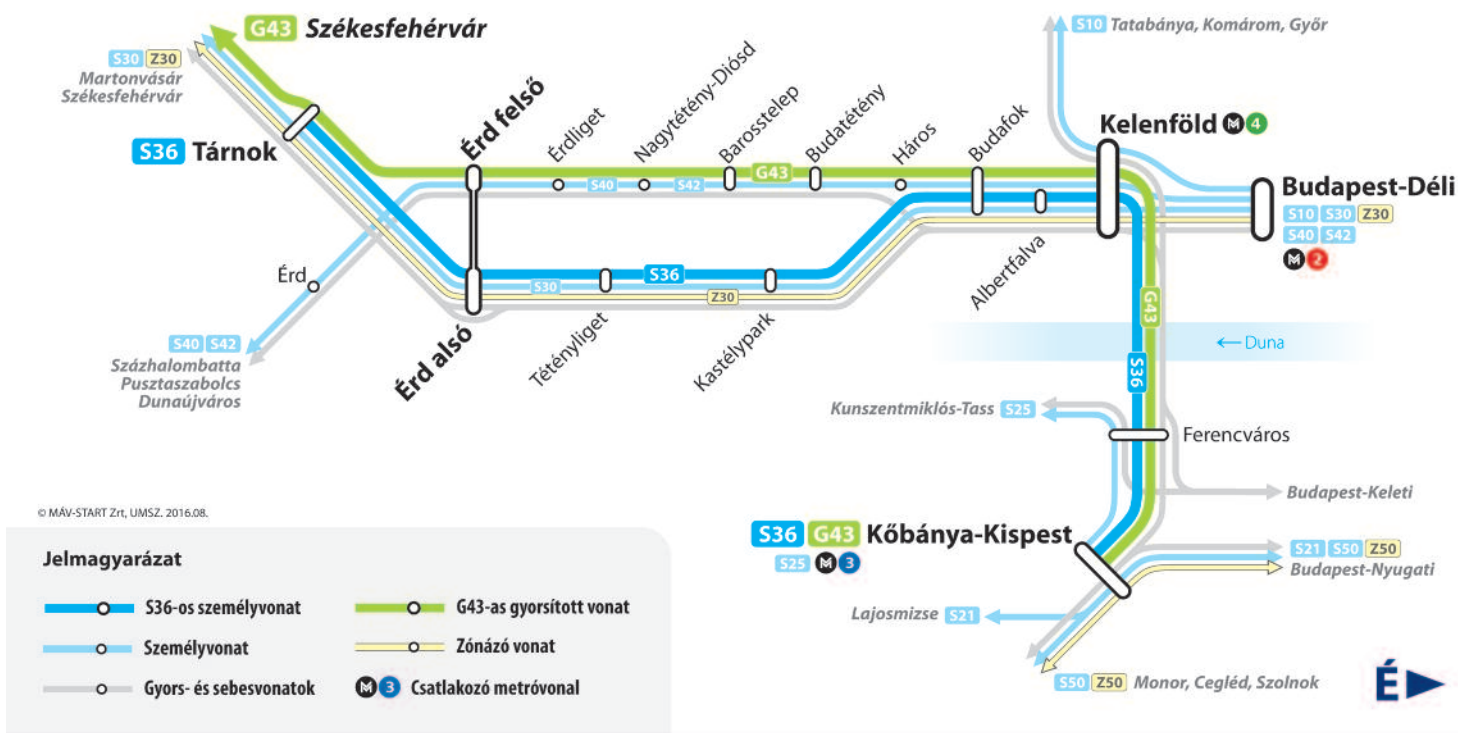 G43 Székesfehérvár
S10 Tatabánya, Komárom, Győr
S30 Z30
Martonvásár
Székesfehérvár
S36 Tárnok
Érd felső
Érdliget
Nagytétény-Diósd
Barosstelep
Budatétény
Háros
Budafok
Kelenföld M 4
S40
S42
G43
Budapest-Déli
S10 S30 Z30
S40 S42
M 2
Érd
S36
S30
Z30
Albertfalva
G43
Érd alsó
Tétényliget
Kastélypark
S40 S42
Százhalombatta
Pusztaszabolcs
Dunaújváros
← Duna
S36
Kunszentmiklós-Tass S25
Ferencváros
Budapest-Keleti
© MÁV-START Zrt, UMSZ. 2016.08.
S36 G43 Kőbánya-Kispest
S25 M 3
S21 S50 Z50
Budapest-Nyugati
Lajosmizse S21
S50 Z50 Monor, Cegléd, Szolnok
É
Jelmagyarázat
S36-os személyvonat
G43-as gyorsított vonat
Személyvonat
Zónázó vonat
Gyors- és sebesvonatok
M 3 Csatlakozó metróvonal